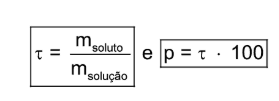 τ = m_soluto / m_solução e p = τ · 100